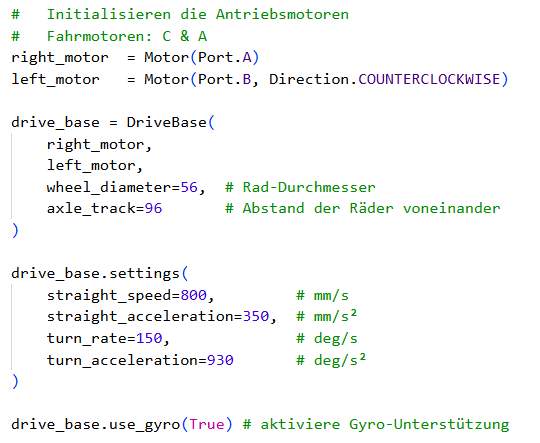 #   Initialisieren die Antriebsmotoren
#   Fahrmotoren: C & A
right_motor  = Motor(Port.A)
left_motor   = Motor(Port.B, Direction.COUNTERCLOCKWISE)

drive_base = DriveBase(
    right_motor,
    left_motor,
    wheel_diameter=56,  # Rad-Durchmesser
    axle_track=96       # Abstand der Räder voneinander
)

drive_base.settings(
    straight_speed=800,         # mm/s
    straight_acceleration=350,  # mm/s²
    turn_rate=150,              # deg/s
    turn_acceleration=930       # deg/s²
)

drive_base.use_gyro(True) # aktiviere Gyro-Unterstützung